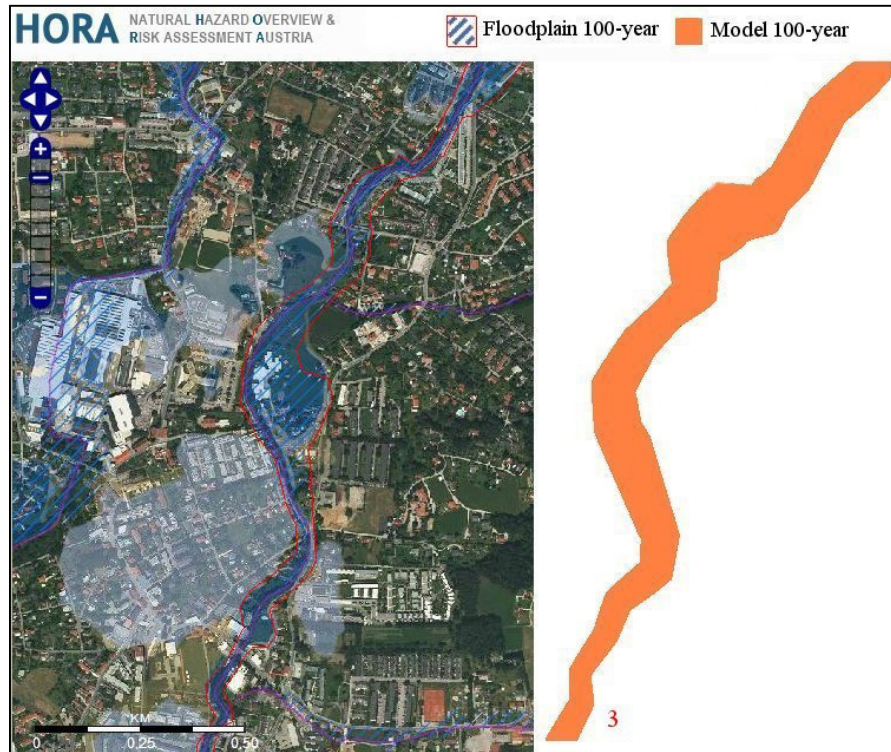 HORA NATURAL HAZARD OVERVIEW &
RISK ASSESSMENT AUSTRIA
Floodplain 100-year
Model 100-year
KM
0 0.25 0.50
3